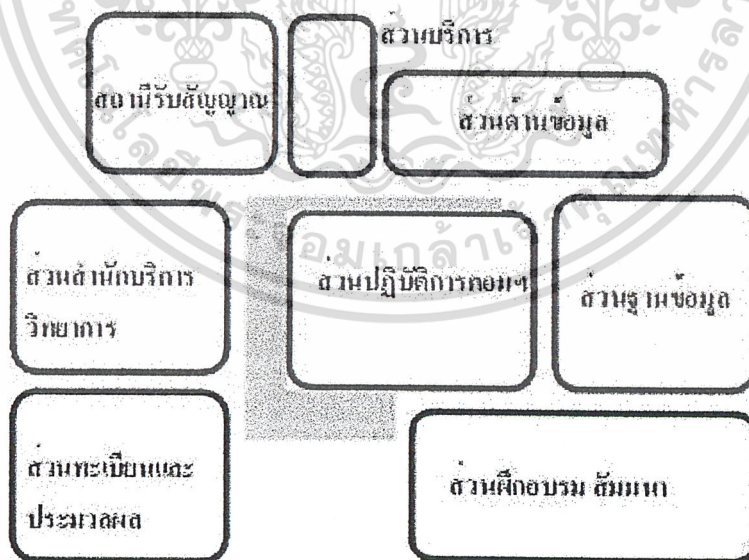 ส่วนบริการ
สถานีรับสัญญาณ
ส่วนด้านข้อมูล
ส่วนสำนักบริการ
วิทยาการ
ส่วนปฏิบัติการคอมฯ
ส่วนฐานข้อมูล
ส่วนทะเบียนและ
ประมวลผล
ส่วนฝึกอบรม สัมมนา